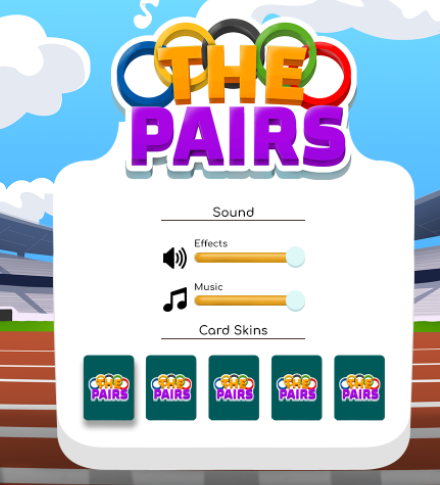 THE
PAIRS
Sound
Effects
Music
Card Skins
THE PAIRS
THE PAIRS
THE PAIRS
THE PAIRS
THE PAIRS